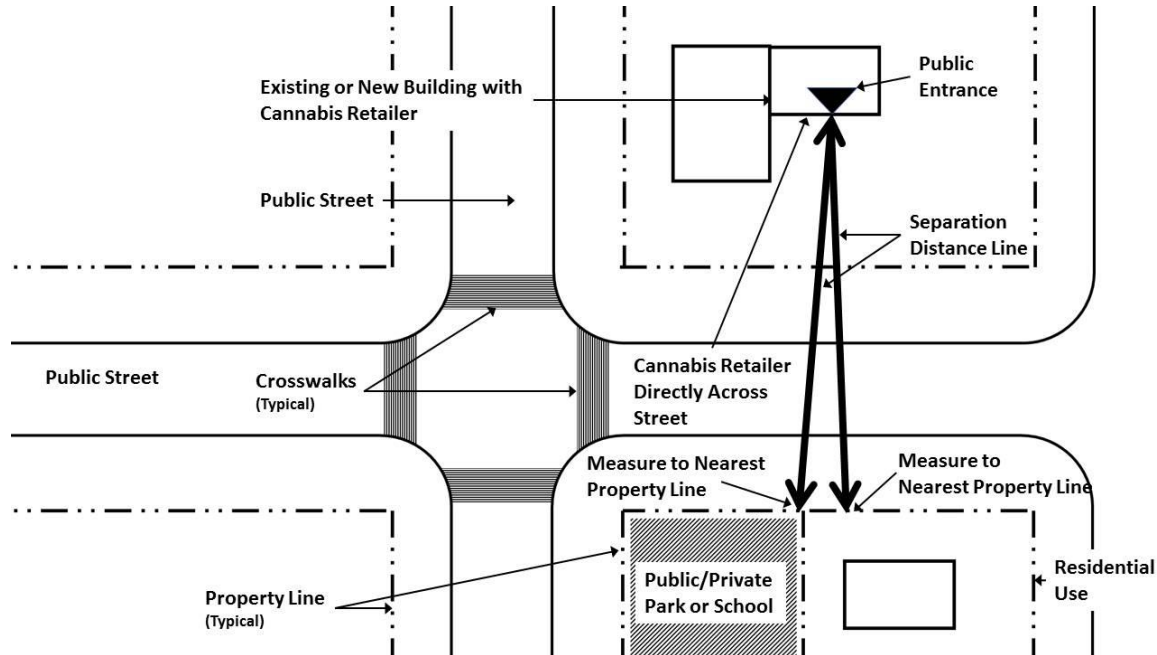 Existing or New Building with
Cannabis Retailer
Public
Entrance
Public Street
Separation
Distance Line
Public Street
Crosswalks
(Typical)
Cannabis Retailer
Directly Across
Street
Measure to Nearest
Property Line
Measure to
Nearest Property Line
Public/Private
Park or School
Residential
Use
Property Line
(Typical)